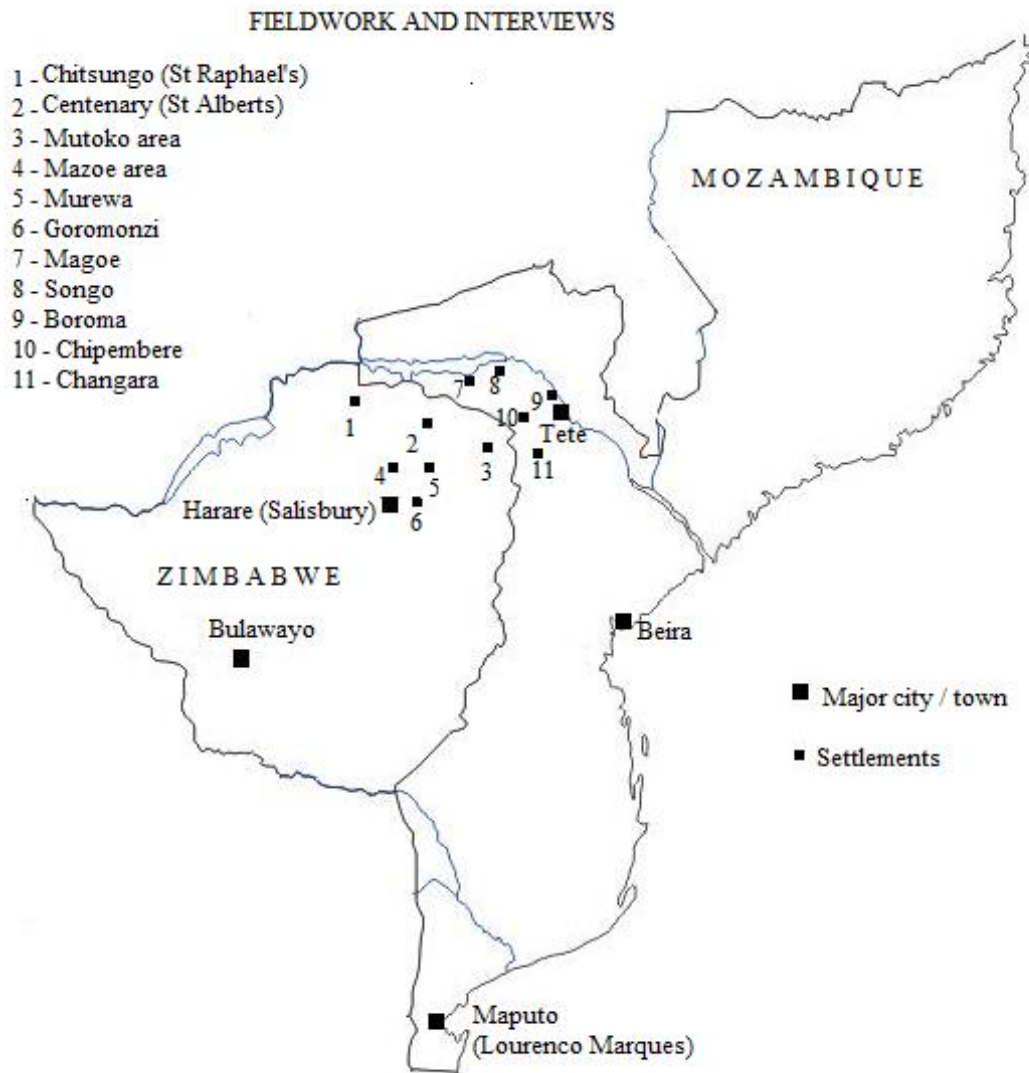 FIELDWORK AND INTERVIEWS
1 - Chitsungo (St Raphael's)
2 - Centenary (St Alberts)
3 - Mutoko area
4 - Mazoe area
5 - Murewa
6 - Goromonzi
7 - Magoe
8 - Songo
9 - Boroma
10 - Chipembere
11 - Changara
MOZAMBIQUE
7
8
9
1
10
2
Tete
3
11
4
5
Harare (Salisbury)
6
ZIMBABWE
Bulawayo
Beira
Major city / town
Settlements
Maputo
(Lourenco Marques)